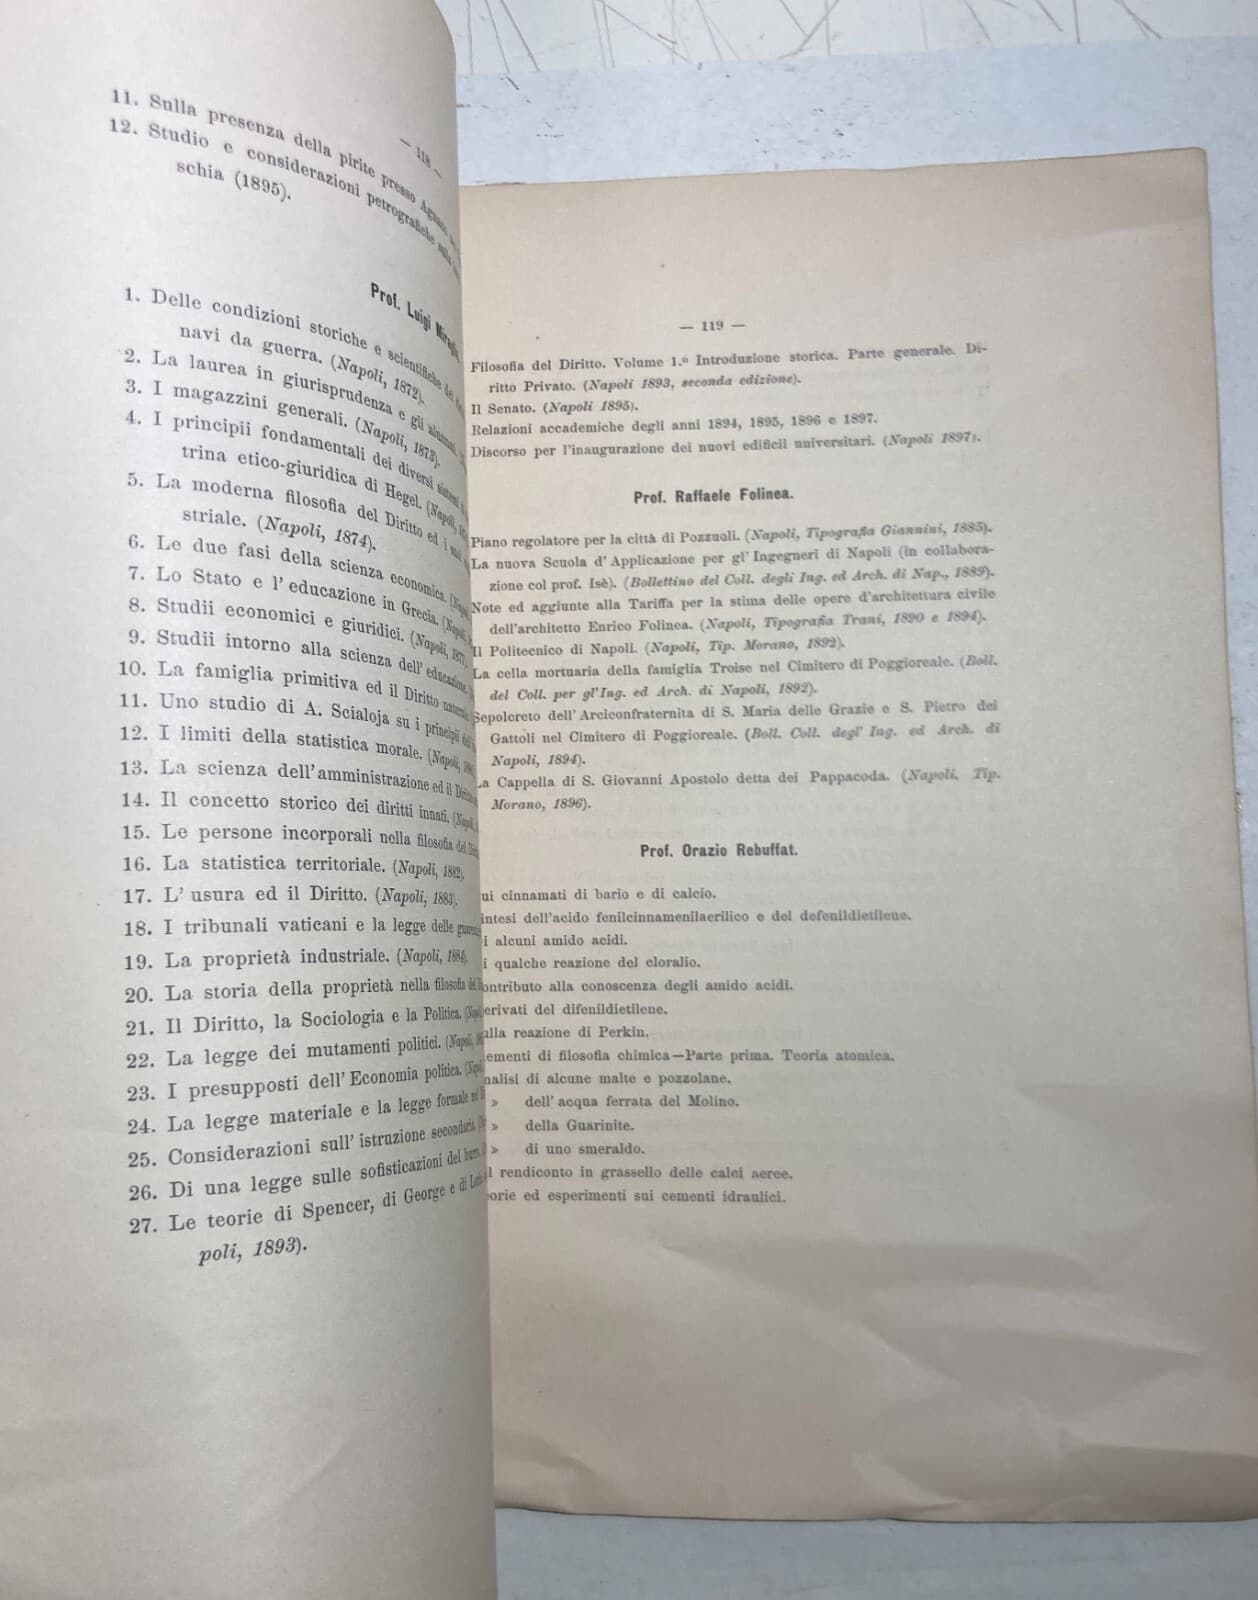 — 118 —
11. Sulla presenza della pirite presso
12. Studio e considerazioni petrografiche sulla
schia (1895).
Prof. Luigi
1. Delle condizioni storiche e scientifiche del
navi da guerra. (Napoli, 1872).
2. La laurea in giurisprudenza e gli
3. I magazzini generali. (Napoli, 1873).
4. I principii fondamentali dei diversi sistemi
trina etico-giuridica di Hegel. (Napoli,
5. La moderna filosofia del Diritto ed i suoi
striale. (Napoli, 1874).
6. Le due fasi della scienza economica. (Napoli
7. Lo Stato e l' educazione in Grecia. (Napoli,
8. Studii economici e giuridici. (Napoli,
9. Studii intorno alla scienza dell' educazione.
10. La famiglia primitiva ed il Diritto naturale.
11. Uno studio di A. Scialoja su i principii
12. I limiti della statistica morale. (Napoli,
13. La scienza dell'amministrazione ed il
14. Il concetto storico dei diritti innati. (Napoli,
15. Le persone incorporali nella filosofia del
16. La statistica territoriale. (Napoli, 1882).
17. L' usura ed il Diritto. (Napoli, 1883).
18. I tribunali vaticani e la legge delle
19. La proprietà industriale. (Napoli, 1884).
20. La storia della proprietà nella filosofia del
21. Il Diritto, la Sociologia e la Politica.
22. La legge dei mutamenti politici. (Napoli,
23. I presupposti dell' Economia politica.
24. La legge materiale e la legge formale nel
25. Considerazioni sull' istruzione secondaria.
26. Di una legge sulle sofisticazioni del burro.
27. Le teorie di Spencer, di George e di
poli, 1893).
— 119 —
Filosofia del Diritto. Volume 1.º Introduzione storica. Parte generale. Di-
ritto Privato. (Napoli 1893, seconda edizione).
Il Senato. (Napoli 1895).
Relazioni accademiche degli anni 1894, 1895, 1896 e 1897.
Discorso per l'inaugurazione dei nuovi edificii universitari. (Napoli 1897).
Prof. Raffaele Folinea.
Piano regolatore per la città di Pozzuoli. (Napoli, Tipografia Giannini, 1885).
La nuova Scuola d' Applicazione per gl' Ingegneri di Napoli (in collabora-
zione col prof. Isè). (Bollettino del Coll. degli Ing. ed Arch. di Nap., 1889).
Note ed aggiunte alla Tariffa per la stima delle opere d'architettura civile
dell'architetto Enrico Folinea. (Napoli, Tipografia Trani, 1890 e 1894).
Il Politecnico di Napoli. (Napoli, Tip. Morano, 1892).
La cella mortuaria della famiglia Troise nel Cimitero di Poggioreale. (Boll.
del Coll. per gl'Ing. ed Arch. di Napoli, 1892).
Sepolcreto dell' Arciconfraternita di S. Maria delle Grazie e S. Pietro dei
Gattoli nel Cimitero di Poggioreale. (Boll. Coll. degl' Ing. ed Arch. di
Napoli, 1894).
La Cappella di S. Giovanni Apostolo detta dei Pappacoda. (Napoli. Tip.
Morano, 1896).
Prof. Orazio Rebuffat.
ui cinnamati di bario e di calcio.
intesi dell'acido fenilcinnamenilacrilico e del defenildietilene.
i alcuni amido acidi.
i qualche reazione del cloralio.
ontributo alla conoscenza degli amido acidi.
erivati del difenildietilene.
ulla reazione di Perkin.
ementi di filosofia chimica—Parte prima. Teoria atomica.
nalisi di alcune malte e pozzolane.
» dell' acqua ferrata del Molino.
» della Guarinite.
» di uno smeraldo.
l rendiconto in grassello delle calci aeree.
orie ed esperimenti sui cementi idraulici.